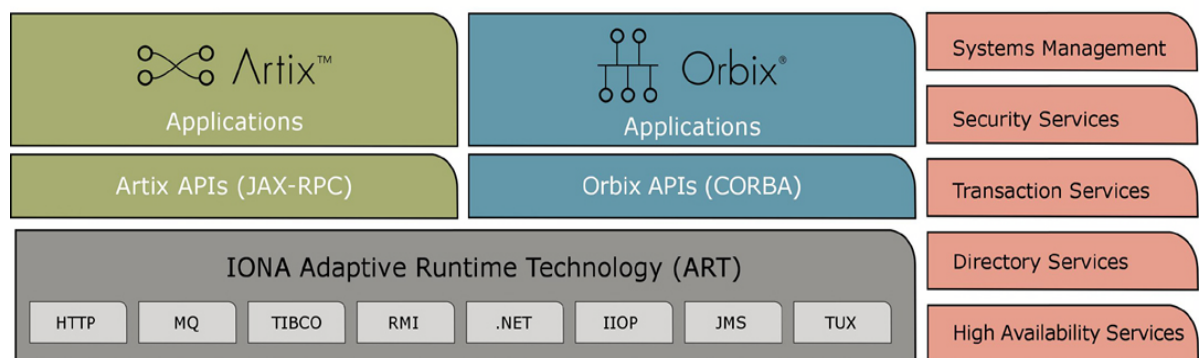 Artix™
Applications
Orbix®
Applications
Artix APIs (JAX-RPC)
Orbix APIs (CORBA)
IONA Adaptive Runtime Technology (ART)
HTTP
MQ
TIBCO
RMI
.NET
IIOP
JMS
TUX
Systems Management
Security Services
Transaction Services
Directory Services
High Availability Services